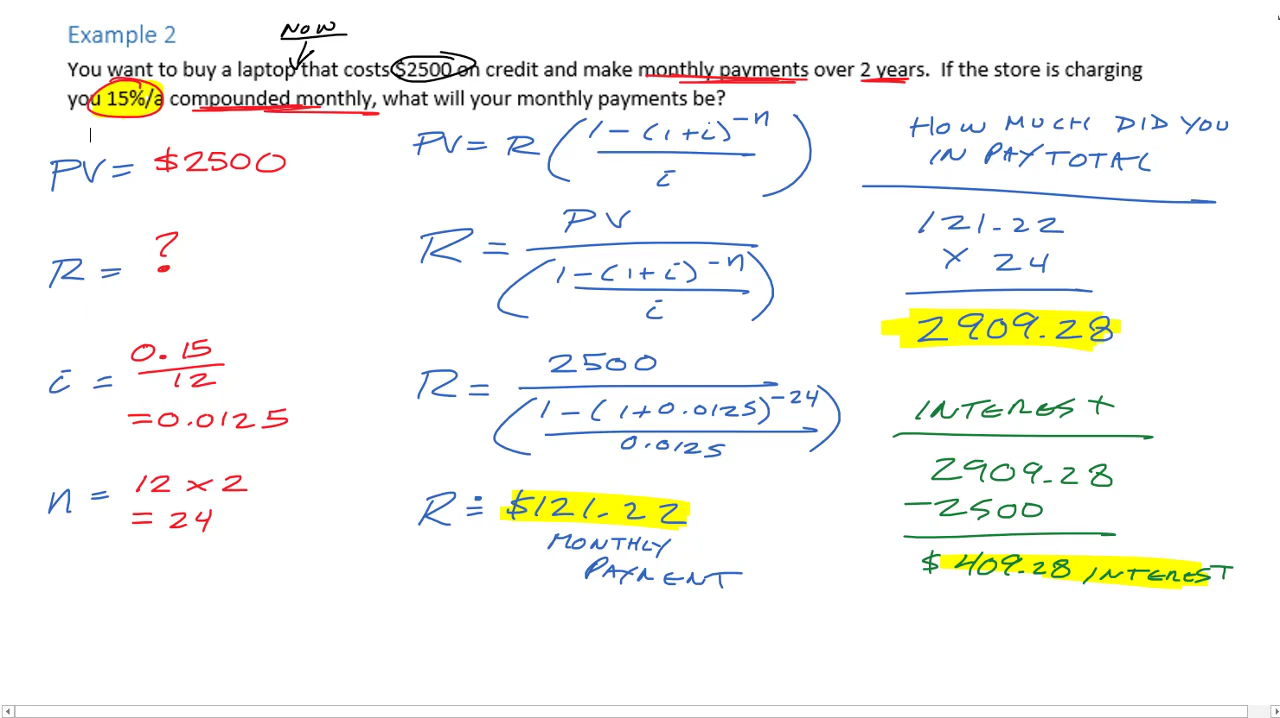 Example 2
NOW
You want to buy a laptop that costs $2500 on credit and make monthly payments over 2 years. If the store is charging
you 15%/a compounded monthly, what will your monthly payments be?
PV = $2500
R = ?
i = 0.15 / 12
= 0.0125
n = 12 x 2
= 24
PV = R ( 1 - (1+i)^-n / i )
R = PV / ( 1 - (1+i)^-n / i )
R = 2500 / ( 1 - (1+0.0125)^-24 / 0.0125 )
R ≐ $121.22
MONTHLY
PAYMENT
HOW MUCH DID YOU
IN PAY TOTAL
121.22
x 24
2909.28
INTEREST
2909.28
- 2500
$ 409.28 INTEREST